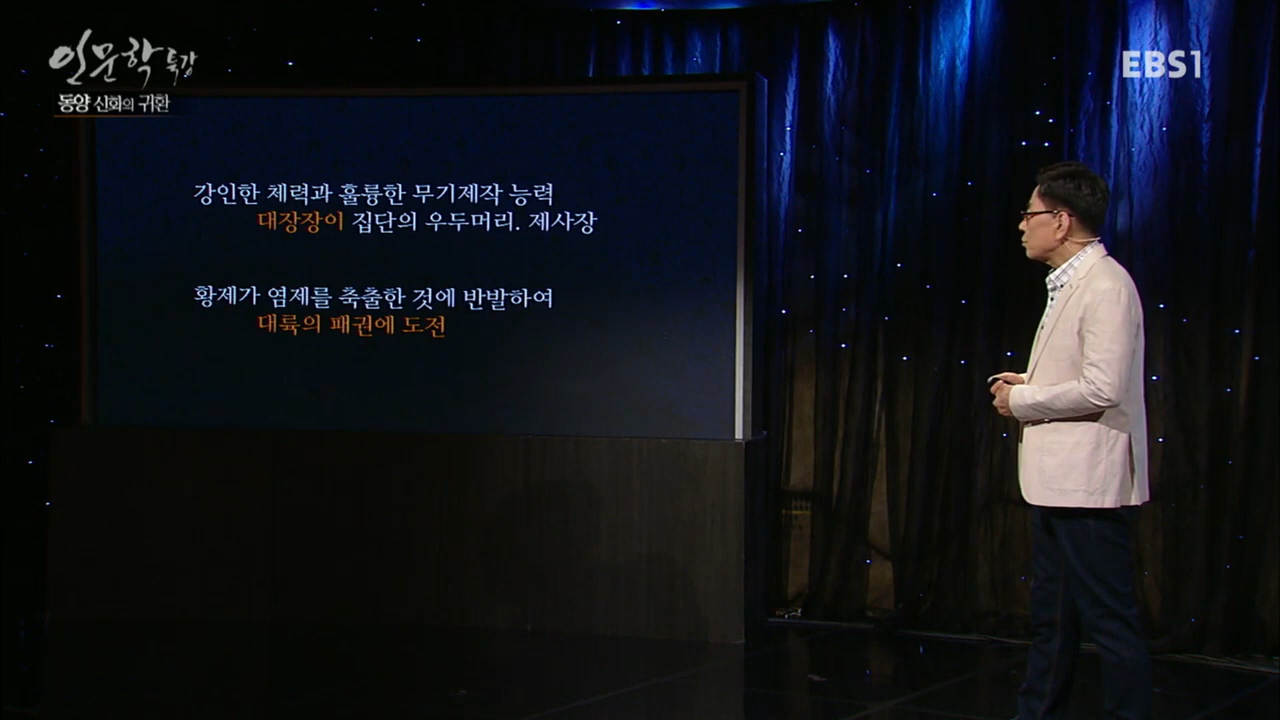 인문학 특강
동양 신화의 귀환
EBS1
강인한 체력과 훌륭한 무기제작 능력
대장장이 집단의 우두머리. 제사장
황제가 염제를 축출한 것에 반발하여
대륙의 패권에 도전